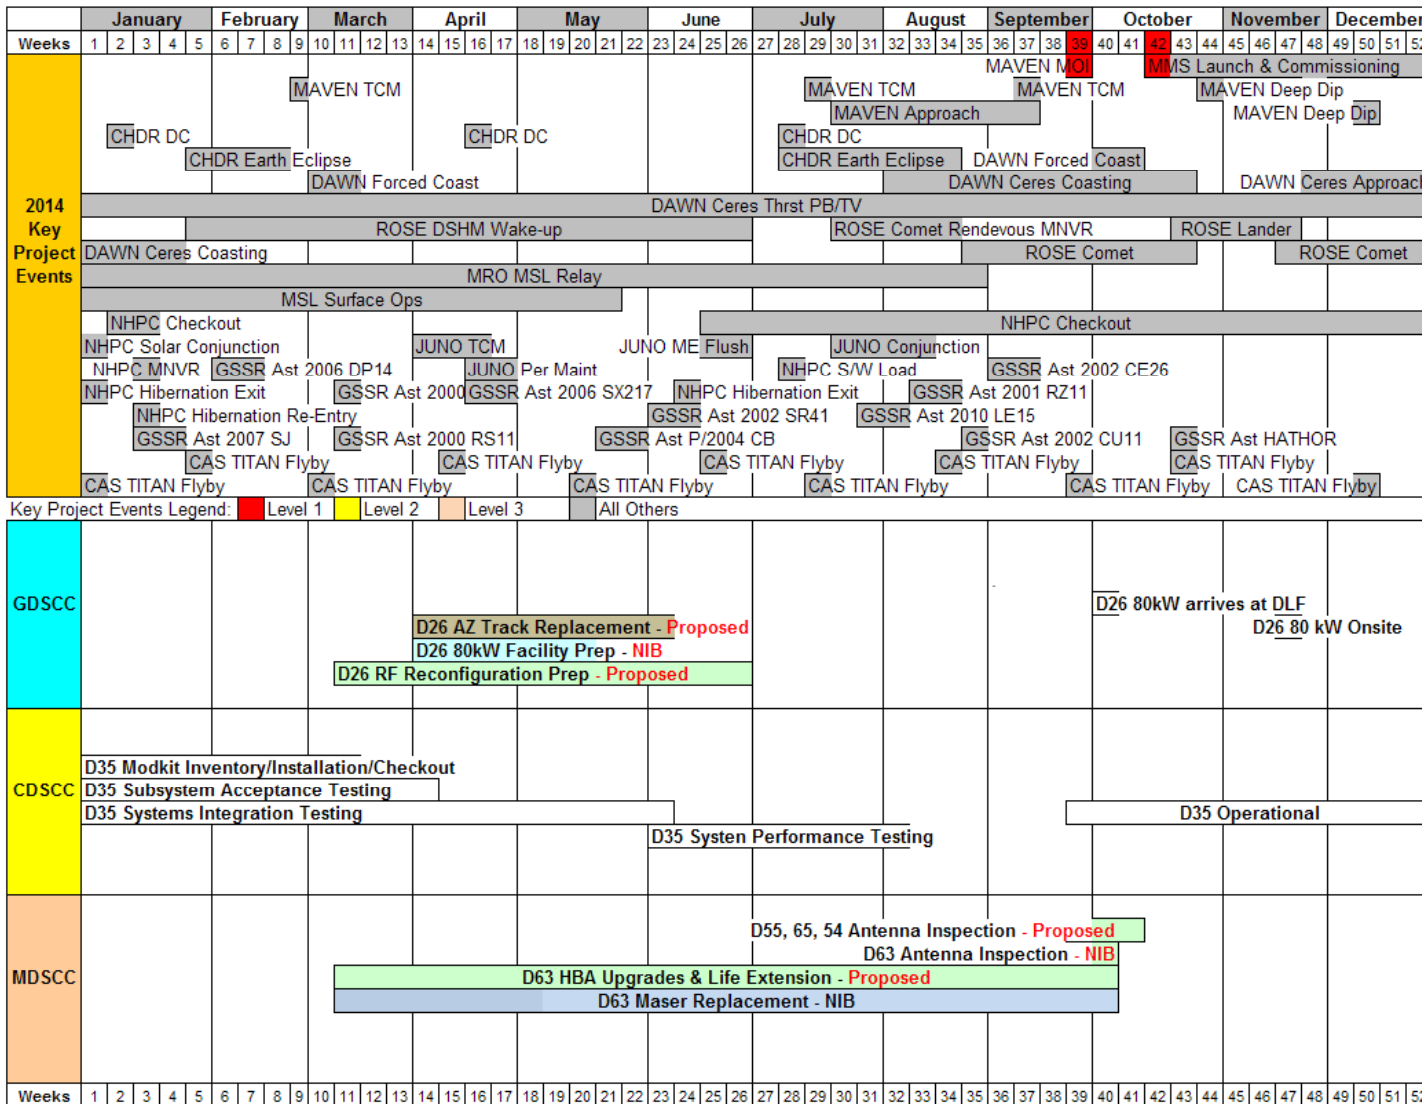 January February March April May June July August September October November December
Weeks 1 2 3 4 5 6 7 8 9 10 11 12 13 14 15 16 17 18 19 20 21 22 23 24 25 26 27 28 29 30 31 32 33 34 35 36 37 38 39 40 41 42 43 44 45 46 47 48 49 50 51 52
2014 Key Project Events
MAVEN MOI MMS Launch & Commissioning
MAVEN TCM MAVEN TCM MAVEN TCM MAVEN Deep Dip
MAVEN Approach MAVEN Deep Dip
CHDR DC CHDR DC CHDR DC
CHDR Earth Eclipse CHDR Earth Eclipse DAWN Forced Coast
DAWN Forced Coast DAWN Ceres Coasting DAWN Ceres Approach
DAWN Ceres Thrst PB/TV
ROSE DSHM Wake-up ROSE Comet Rendevous MNVR ROSE Lander
DAWN Ceres Coasting ROSE Comet ROSE Comet
MRO MSL Relay
MSL Surface Ops
NHPC Checkout NHPC Checkout
NHPC Solar Conjunction JUNO TCM JUNO ME Flush JUNO Conjunction
NHPC MNVR GSSR Ast 2006 DP14 JUNO Per Maint NHPC S/W Load GSSR Ast 2002 CE26
NHPC Hibernation Exit GSSR Ast 2000 GSSR Ast 2006 SX217 NHPC Hibernation Exit GSSR Ast 2001 RZ11
NHPC Hibernation Re-Entry GSSR Ast 2002 SR41 GSSR Ast 2010 LE15
GSSR Ast 2007 SJ GSSR Ast 2000 RS11 GSSR Ast P/2004 CB GSSR Ast 2002 CU11 GSSR Ast HATHOR
CAS TITAN Flyby CAS TITAN Flyby CAS TITAN Flyby CAS TITAN Flyby CAS TITAN Flyby
CAS TITAN Flyby CAS TITAN Flyby CAS TITAN Flyby CAS TITAN Flyby CAS TITAN Flyby CAS TITAN Flyby
Key Project Events Legend: Level 1 Level 2 Level 3 All Others
GDSCC
D26 80kW arrives at DLF
D26 AZ Track Replacement - Proposed D26 80 kW Onsite
D26 80kW Facility Prep - NIB
D26 RF Reconfiguration Prep - Proposed
CDSCC
D35 Modkit Inventory/Installation/Checkout
D35 Subsystem Acceptance Testing
D35 Systems Integration Testing D35 Operational
D35 Systen Performance Testing
MDSCC
D55, 65, 54 Antenna Inspection - Proposed
D63 Antenna Inspection - NIB
D63 HBA Upgrades & Life Extension - Proposed
D63 Maser Replacement - NIB
Weeks 1 2 3 4 5 6 7 8 9 10 11 12 13 14 15 16 17 18 19 20 21 22 23 24 25 26 27 28 29 30 31 32 33 34 35 36 37 38 39 40 41 42 43 44 45 46 47 48 49 50 51 52